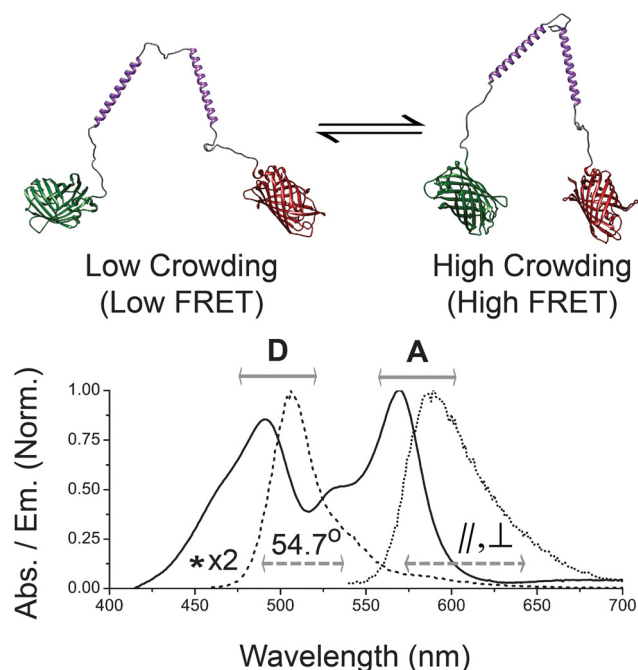 Low Crowding
(Low FRET)
High Crowding
(High FRET)
D
A
Abs. / Em. (Norm.)
1.00
0.75
0.50
0.25
0.00
*x2
54.7°
//,⊥
400 450 500 550 600 650 700
Wavelength (nm)